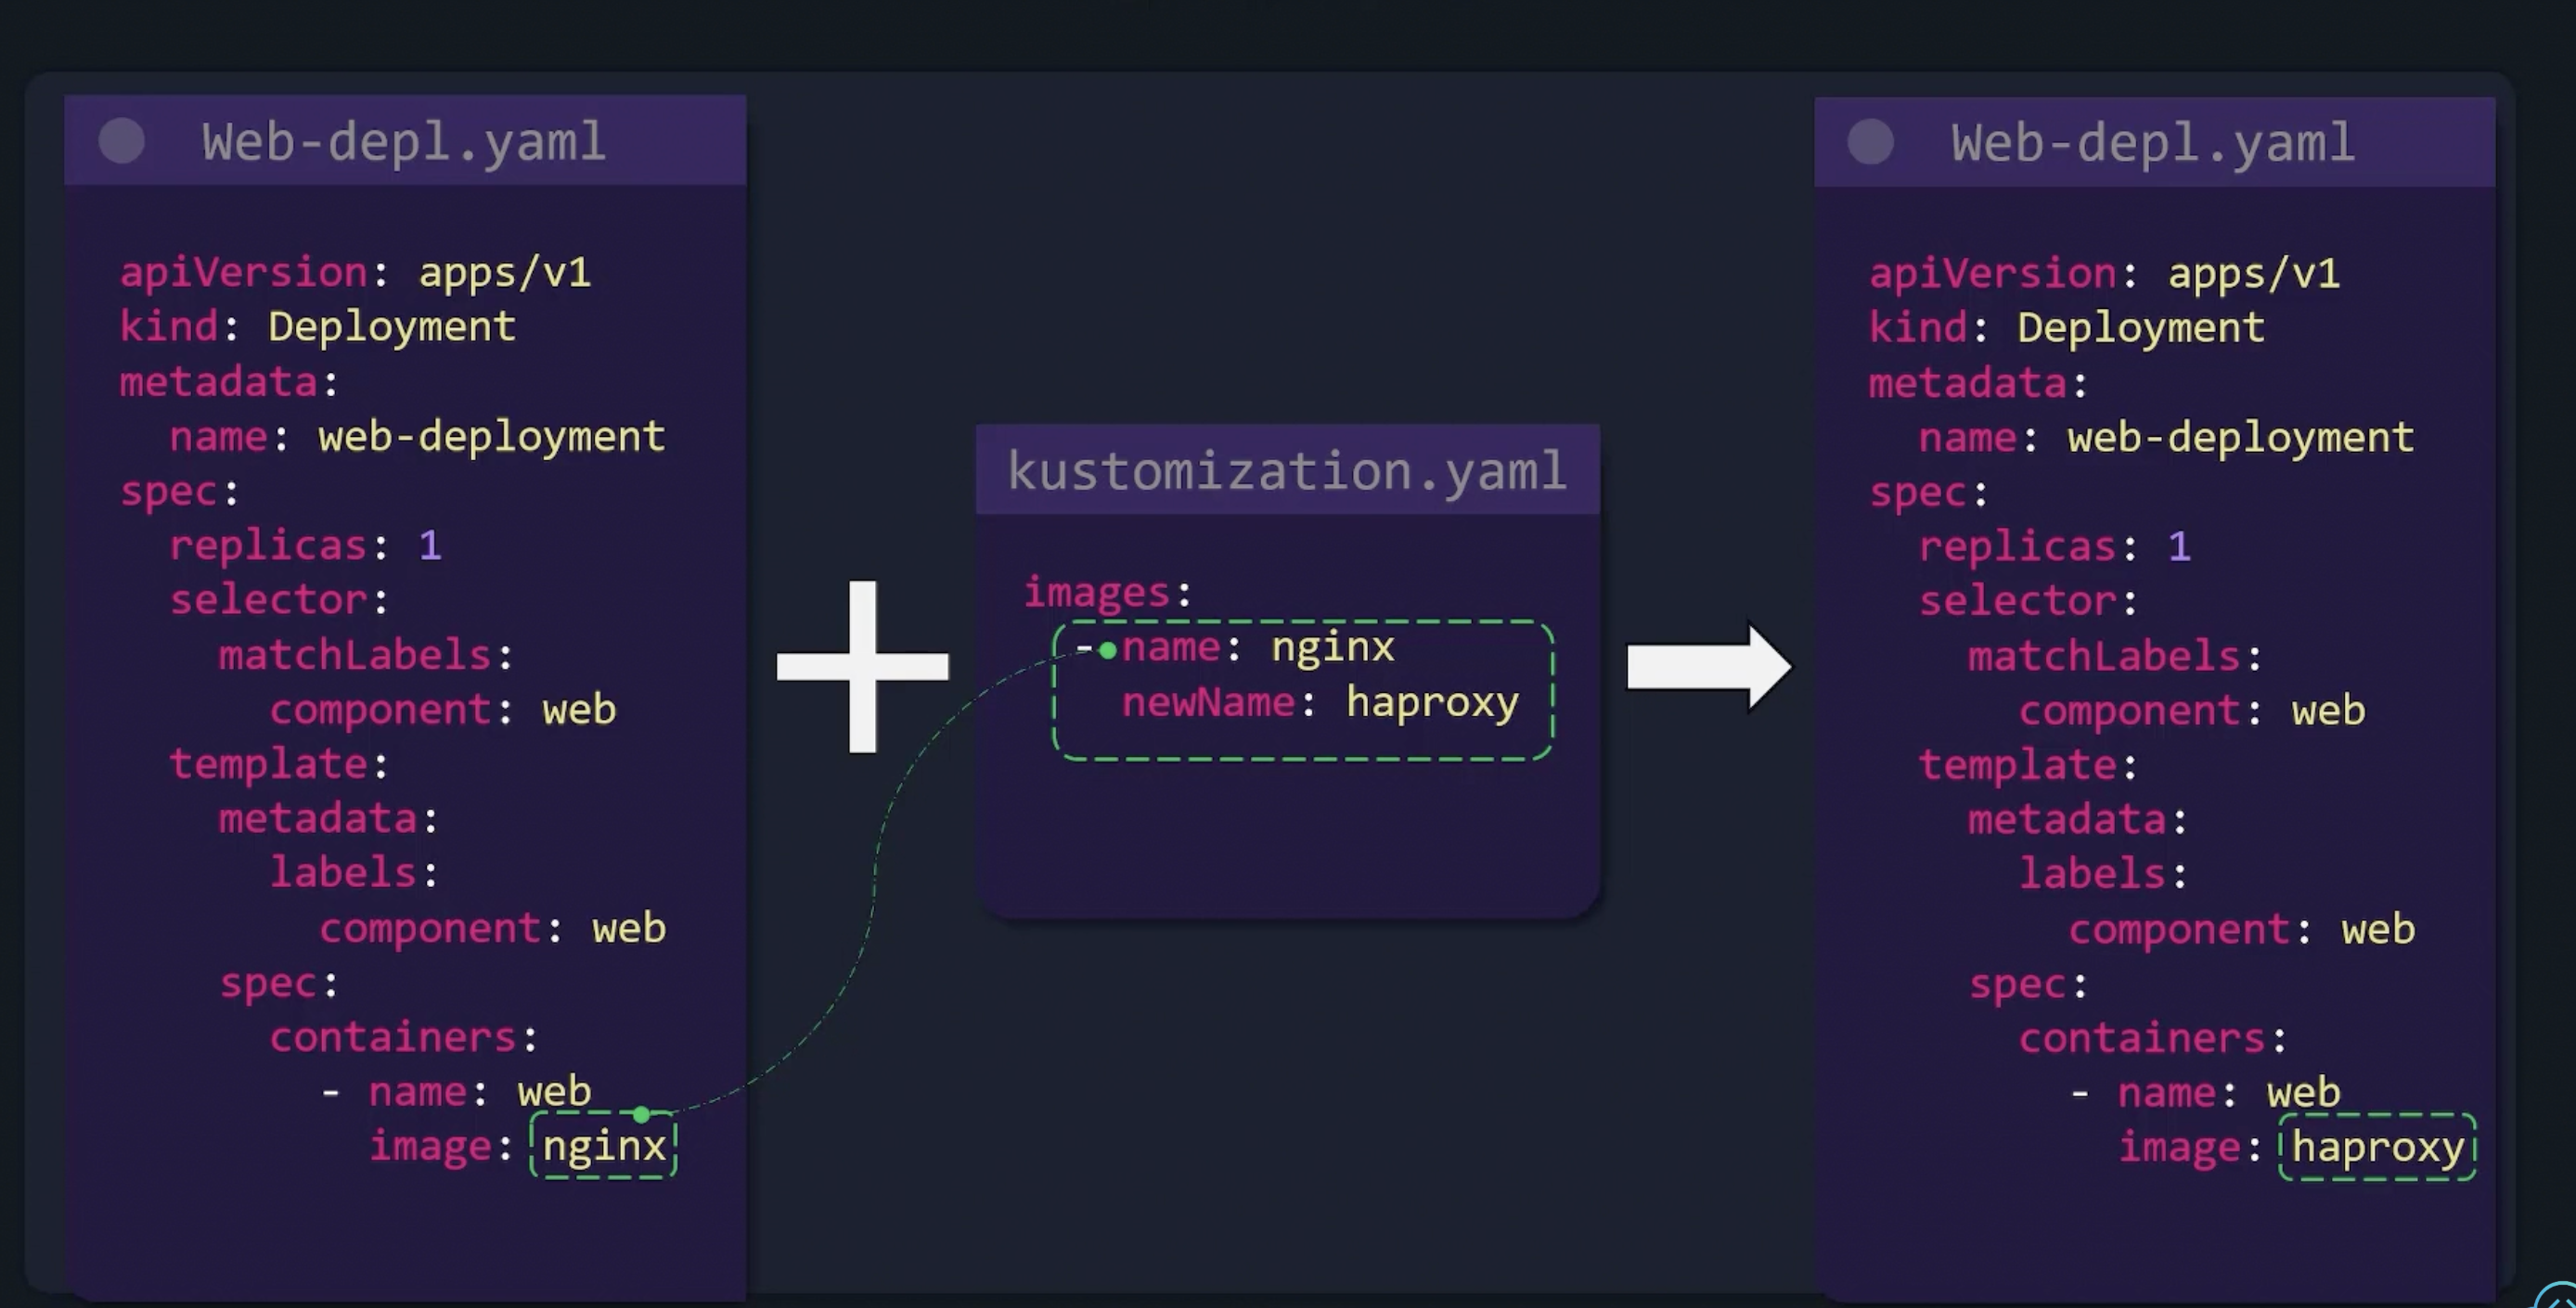 Web-depl.yaml
apiVersion: apps/v1
kind: Deployment
metadata:
  name: web-deployment
spec:
  replicas: 1
  selector:
    matchLabels:
      component: web
  template:
    metadata:
      labels:
        component: web
    spec:
      containers:
        - name: web
          image: nginx
kustomization.yaml
images:
  - name: nginx
    newName: haproxy
Web-depl.yaml
apiVersion: apps/v1
kind: Deployment
metadata:
  name: web-deployment
spec:
  replicas: 1
  selector:
    matchLabels:
      component: web
  template:
    metadata:
      labels:
        component: web
    spec:
      containers:
        - name: web
          image: haproxy